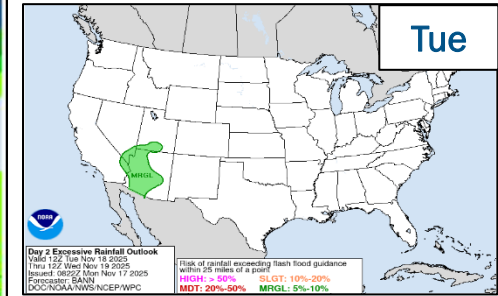 Tue
MRGL
NOAA
Day 2 Excessive Rainfall Outlook
Valid 12Z Tue Nov 18 2025
Thru 12Z Wed Nov 19 2025
Issued: 0822Z Mon Nov 17 2025
Forecaster: BANN
DOC/NOAA/NWS/NCEP/WPC
Risk of rainfall exceeding flash flood guidance
within 25 miles of a point
HIGH: > 50% SLGT: 10%-20%
MDT: 20%-50% MRGL: 5%-10%